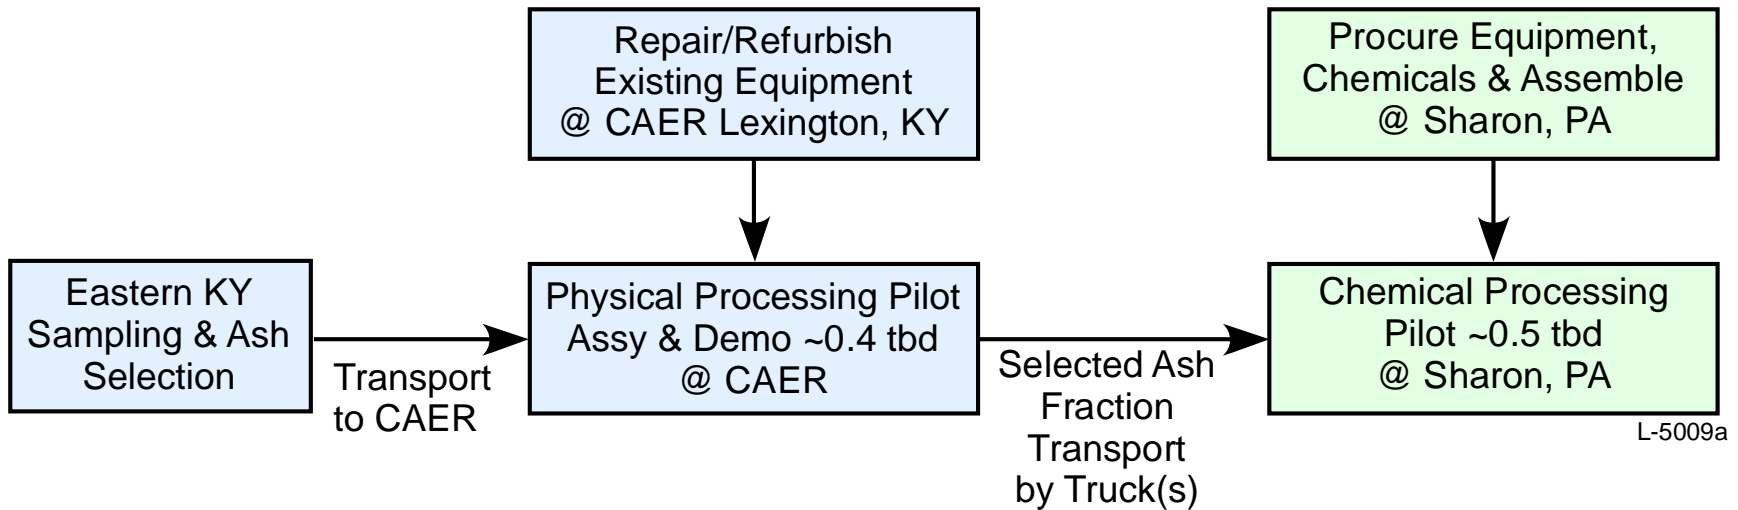 Repair/Refurbish
Existing Equipment
@ CAER Lexington, KY
Procure Equipment,
Chemicals & Assemble
@ Sharon, PA
Eastern KY
Sampling & Ash
Selection
Transport
to CAER
Physical Processing Pilot
Assy & Demo ~0.4 tbd
@ CAER
Selected Ash
Fraction
Transport
by Truck(s)
Chemical Processing
Pilot ~0.5 tbd
@ Sharon, PA
L-5009a